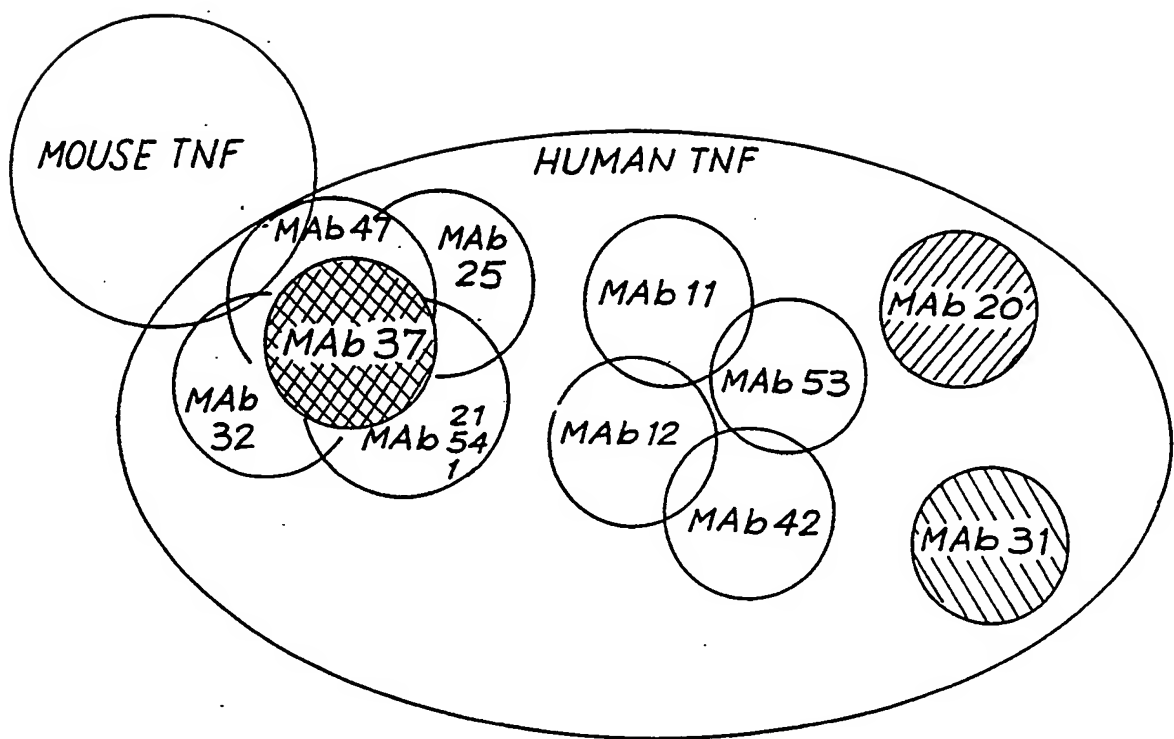 MOUSE TNF
HUMAN TNF
MAb 47
MAb
25
MAb 37
MAb
32
MAb
21
54
1
MAb 11
MAb 53
MAb 12
MAb 42
MAb 20
MAb 31